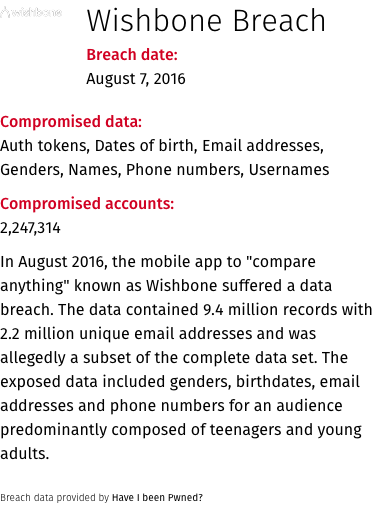 wishbone
Wishbone Breach
Breach date:
August 7, 2016
Compromised data:
Auth tokens, Dates of birth, Email addresses,
Genders, Names, Phone numbers, Usernames
Compromised accounts:
2,247,314
In August 2016, the mobile app to "compare
anything" known as Wishbone suffered a data
breach. The data contained 9.4 million records with
2.2 million unique email addresses and was
allegedly a subset of the complete data set. The
exposed data included genders, birthdates, email
addresses and phone numbers for an audience
predominantly composed of teenagers and young
adults.
Breach data provided by Have I been Pwned?